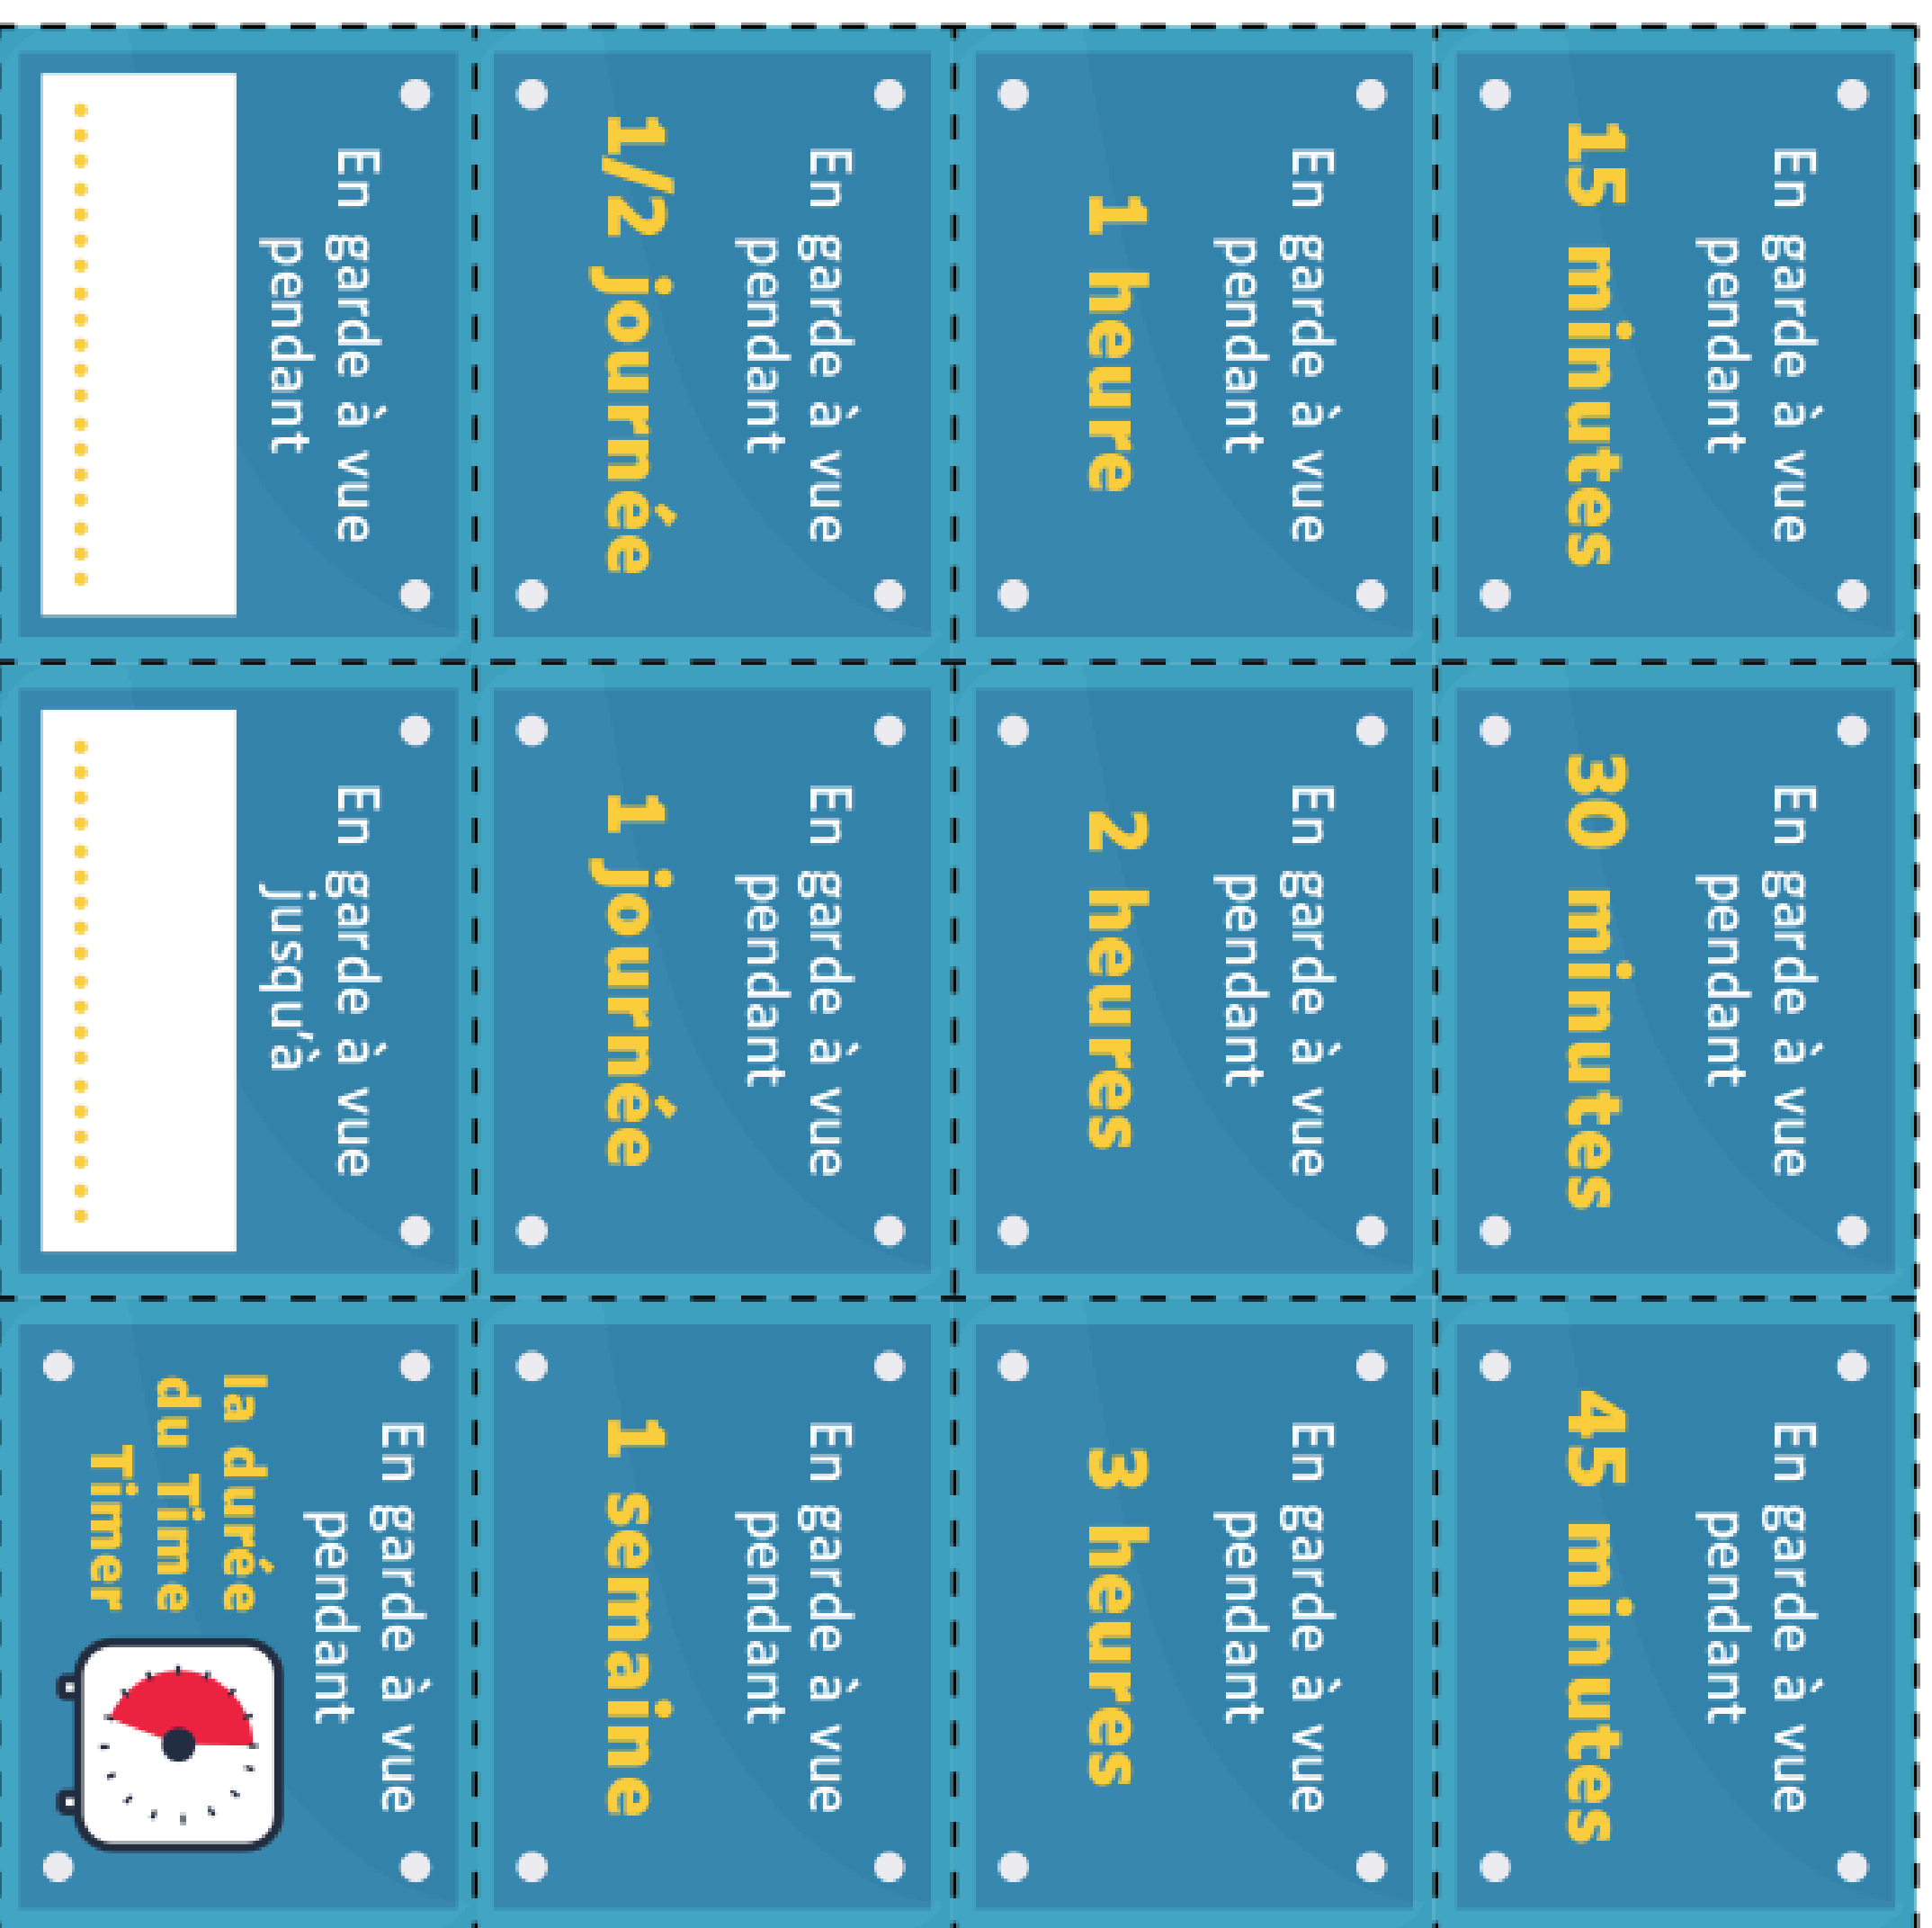 En garde à vue
pendant
15 minutes
En garde à vue
pendant
30 minutes
En garde à vue
pendant
45 minutes
En garde à vue
pendant
1 heure
En garde à vue
pendant
2 heures
En garde à vue
pendant
3 heures
En garde à vue
pendant
1/2 journée
En garde à vue
pendant
1 journée
En garde à vue
pendant
1 semaine
En garde à vue
pendant
En garde à vue
jusqu'à
En garde à vue
pendant
la durée
du Time
Timer